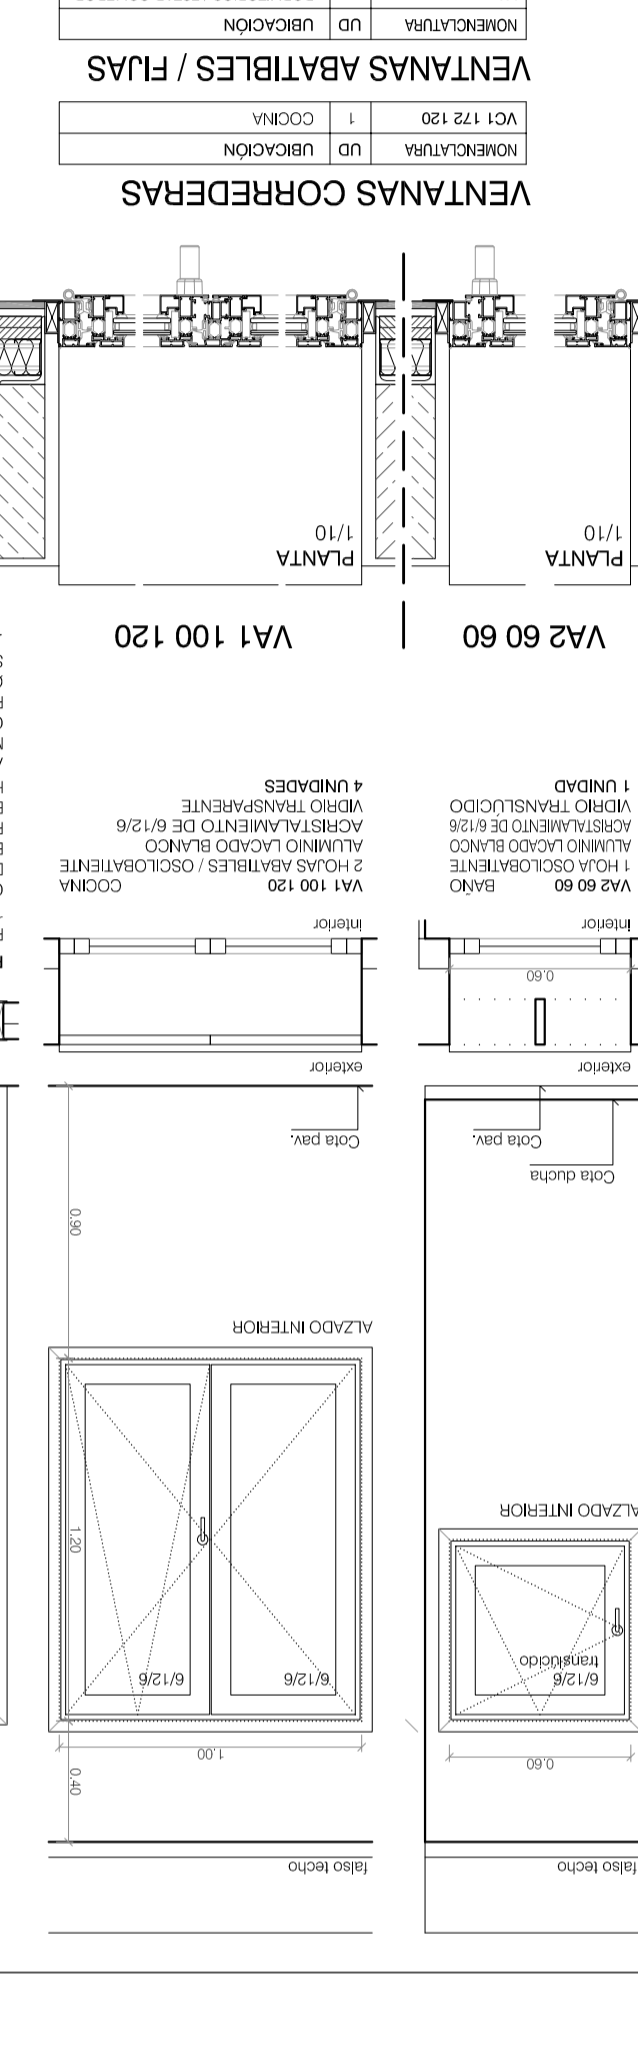 falso techo
0.60
6/12/6
translúcido
ALZADO INTERIOR
Cota ducha
Cota pav.
exterior
0.60
interior
VA2 60 60 BAÑO
1 HOJA OSCILOBATIENTE
ALUMINIO LACADO BLANCO
ACRISTALAMIENTO DE 6/12/6
VIDRIO TRANSLÚCIDO
1 UNIDAD
VA2 60 60
PLANTA
1/10
falso techo
0.40
1.00
6/12/6
6/12/6
1.20
ALZADO INTERIOR
0.90
Cota pav.
exterior
interior
VA1 100 120 COCINA
2 HOJAS ABATIBLES / OSCILOBATIENTE
ALUMINIO LACADO BLANCO
ACRISTALAMIENTO DE 6/12/6
VIDRIO TRANSPARENTE
4 UNIDADES
VA1 100 120
PLANTA
1/10
VENTANAS CORREDERAS
NOMENCLATURA UD UBICACIÓN
VC1 172 120 1 COCINA
VENTANAS ABATIBLES / FIJAS
NOMENCLATURA UD UBICACIÓN